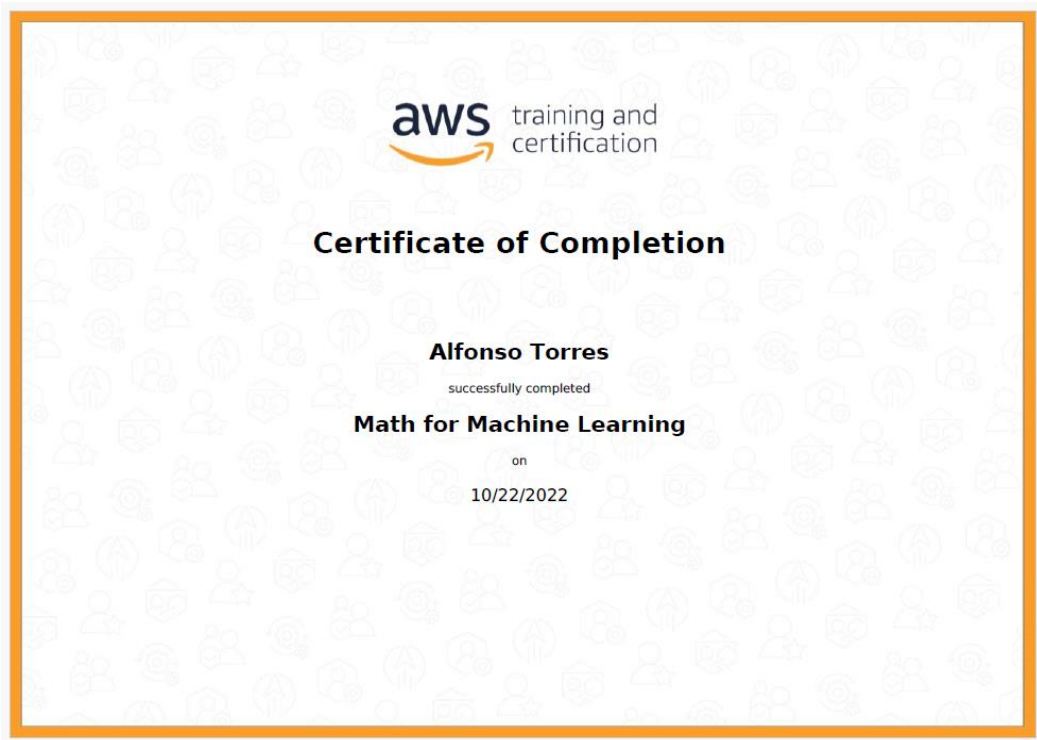 aws training and
certification
Certificate of Completion
Alfonso Torres
successfully completed
Math for Machine Learning
on
10/22/2022